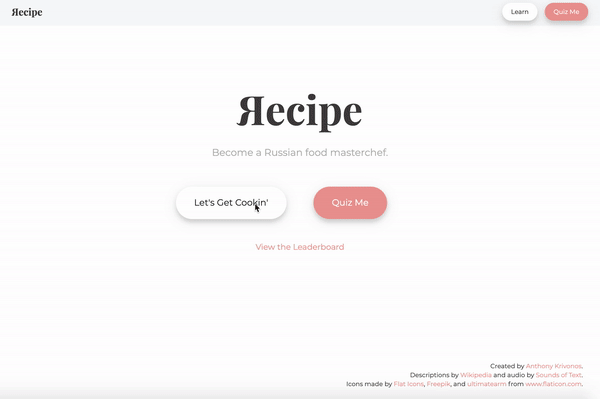 Яecipe
Learn
Quiz Me
Яecipe
Become a Russian food masterchef.
Let's Get Cookin'
Quiz Me
View the Leaderboard
Created by Anthony Krivonos.
Descriptions by Wikipedia and audio by Sounds of Text.
Icons made by Flat Icons, Freepik, and ultimatearm from www.flaticon.com.